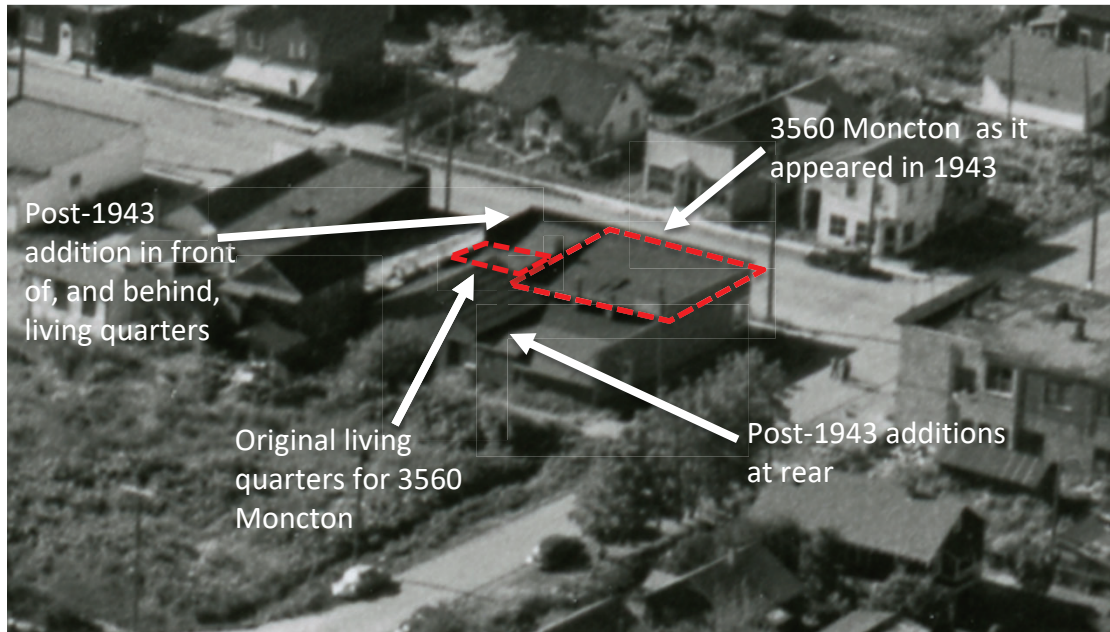 3560 Moncton as it
appeared in 1943
Post-1943
addition in front
of, and behind,
living quarters
Original living
quarters for 3560
Moncton
Post-1943 additions
at rear